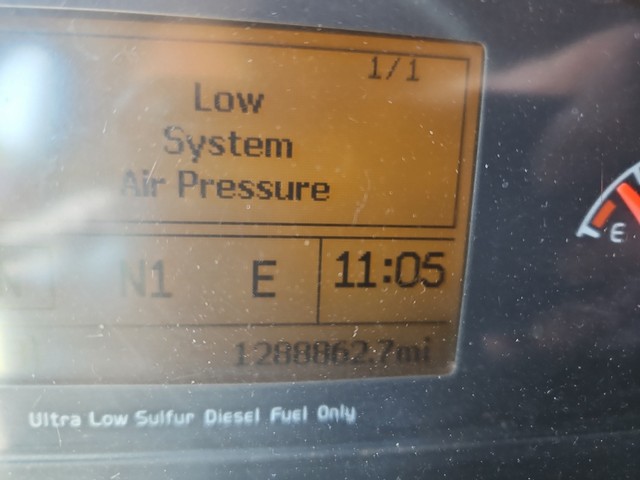 1/1
Low
System
Air Pressure
N N1 E 11:05
1288862.7mi
E
Ultra Low Sulfur Diesel Fuel Only